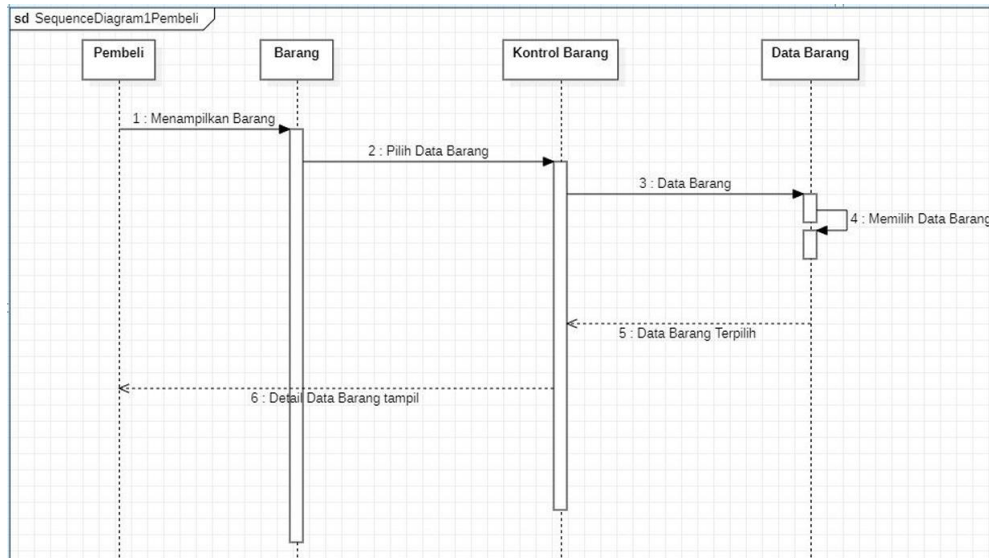 sd SequenceDiagram1Pembeli
Pembeli
Barang
Kontrol Barang
Data Barang
1 : Menampilkan Barang
2 : Pilih Data Barang
3 : Data Barang
4 : Memilih Data Barang
5 : Data Barang Terpilih
6 : Detail Data Barang tampil